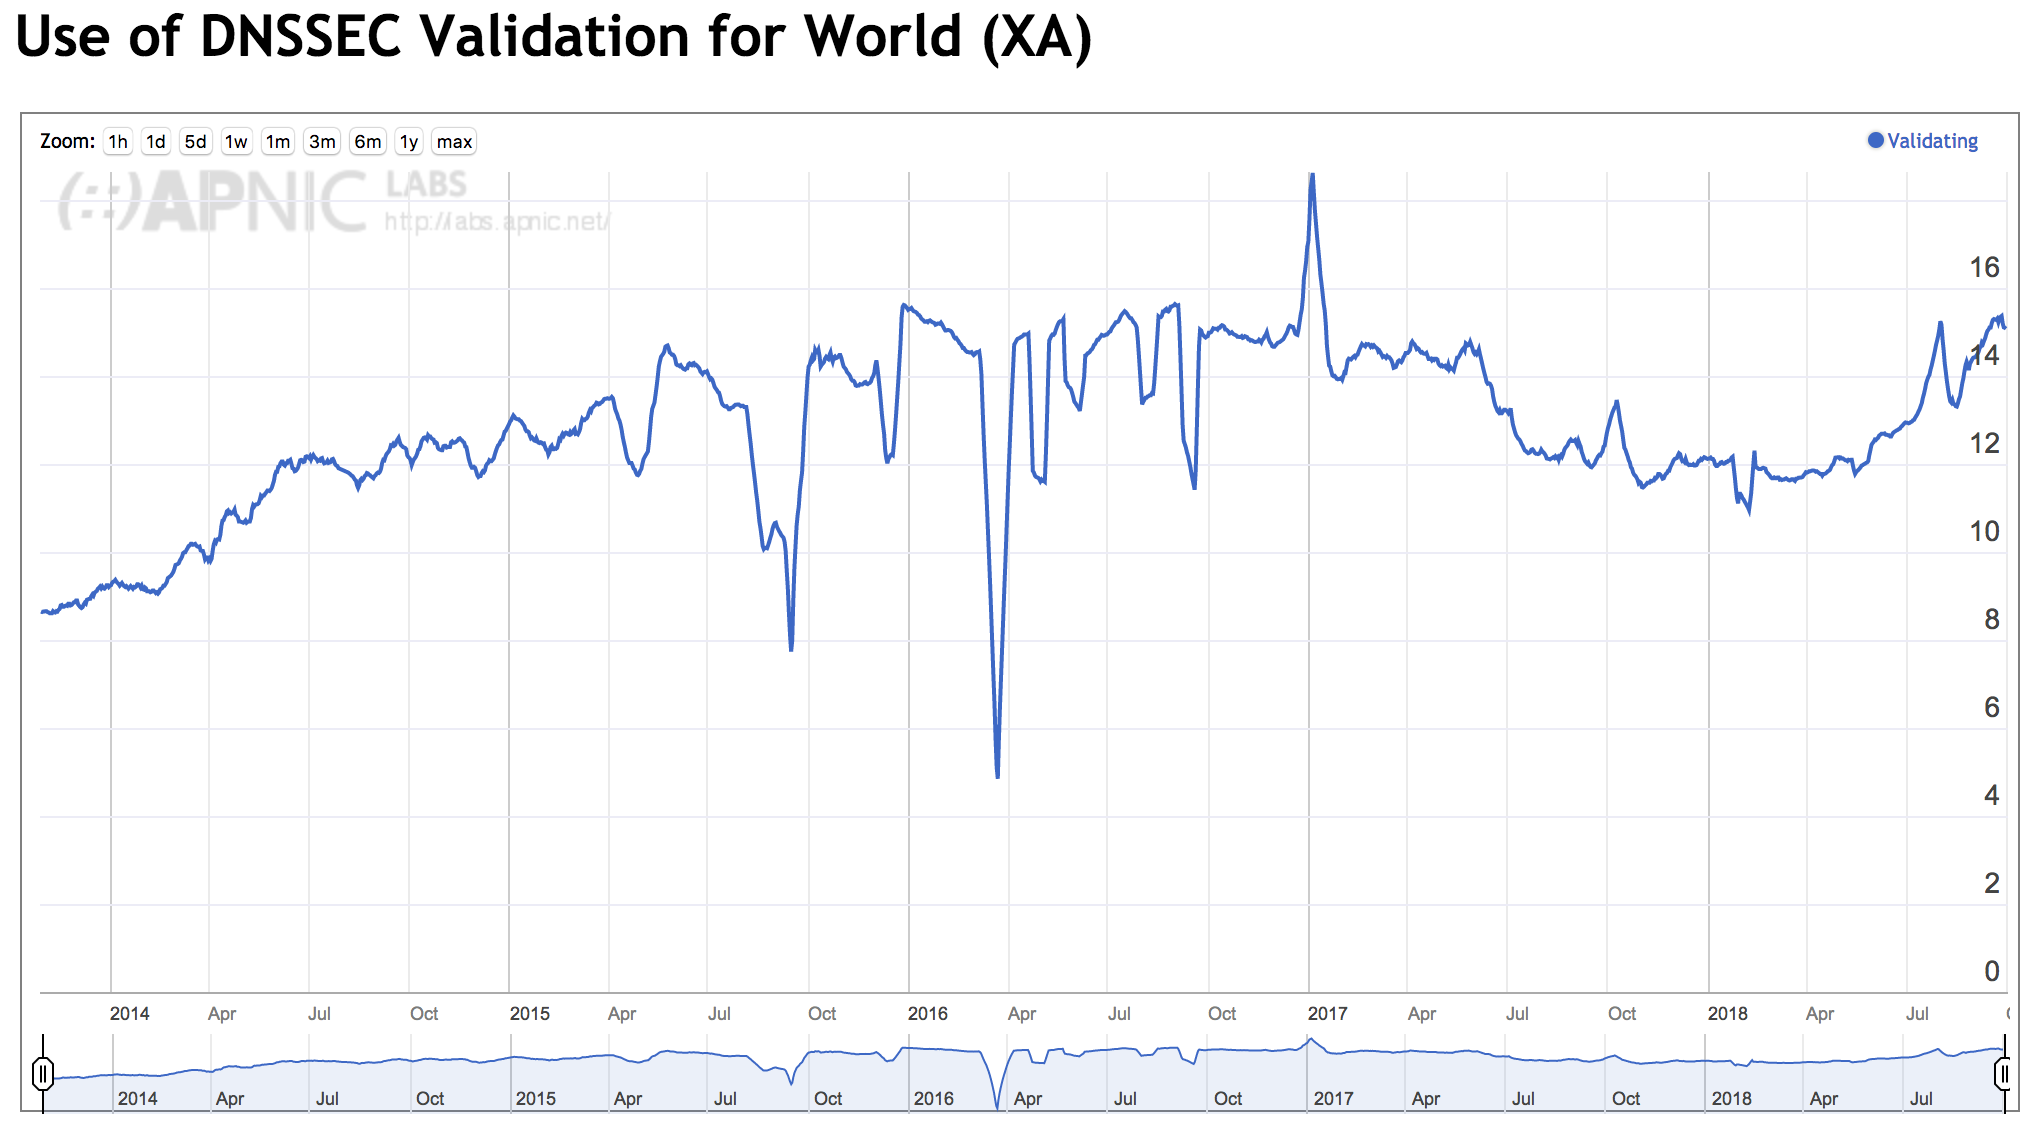 Use of DNSSEC Validation for World (XA)
Zoom: 1h 1d 5d 1w 1m 3m 6m 1y max
Validating
(::)APNIC LABS
http://labs.apnic.net/
16
14
12
10
8
6
4
2
0
2014 Apr Jul Oct 2015 Apr Jul Oct 2016 Apr Jul Oct 2017 Apr Jul Oct 2018 Apr Jul
2014 Apr Jul Oct 2015 Apr Jul Oct 2016 Apr Jul Oct 2017 Apr Jul Oct 2018 Apr Jul